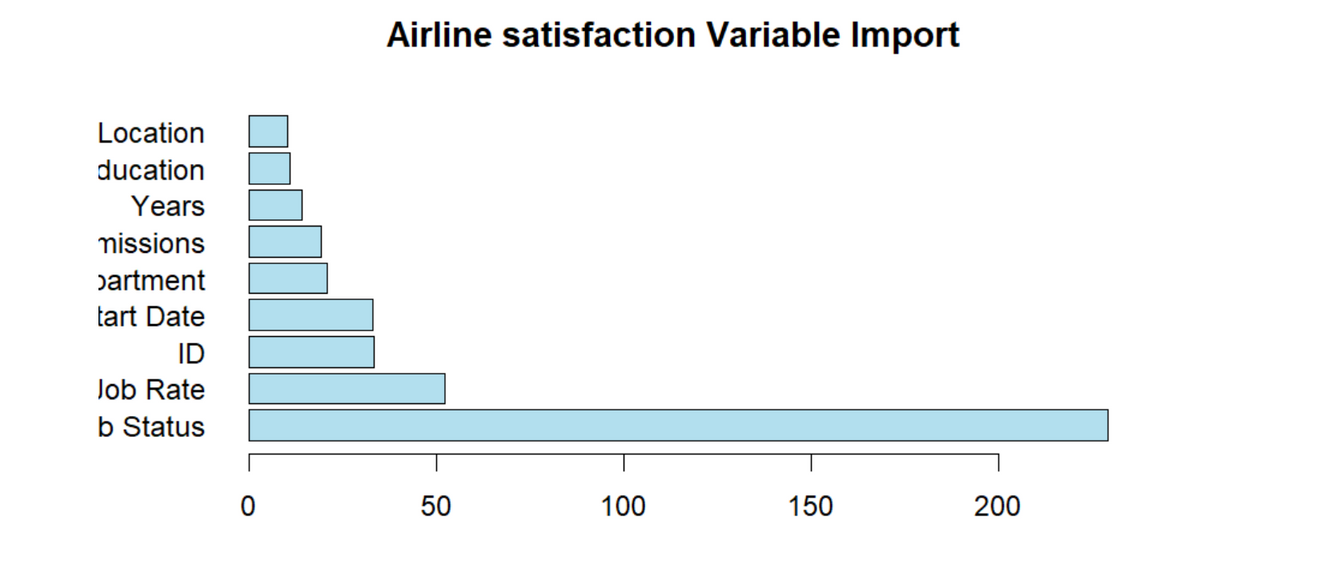 Airline satisfaction Variable Import
Location
ducation
Years
missions
partment
tart Date
ID
Job Rate
b Status
0 50 100 150 200